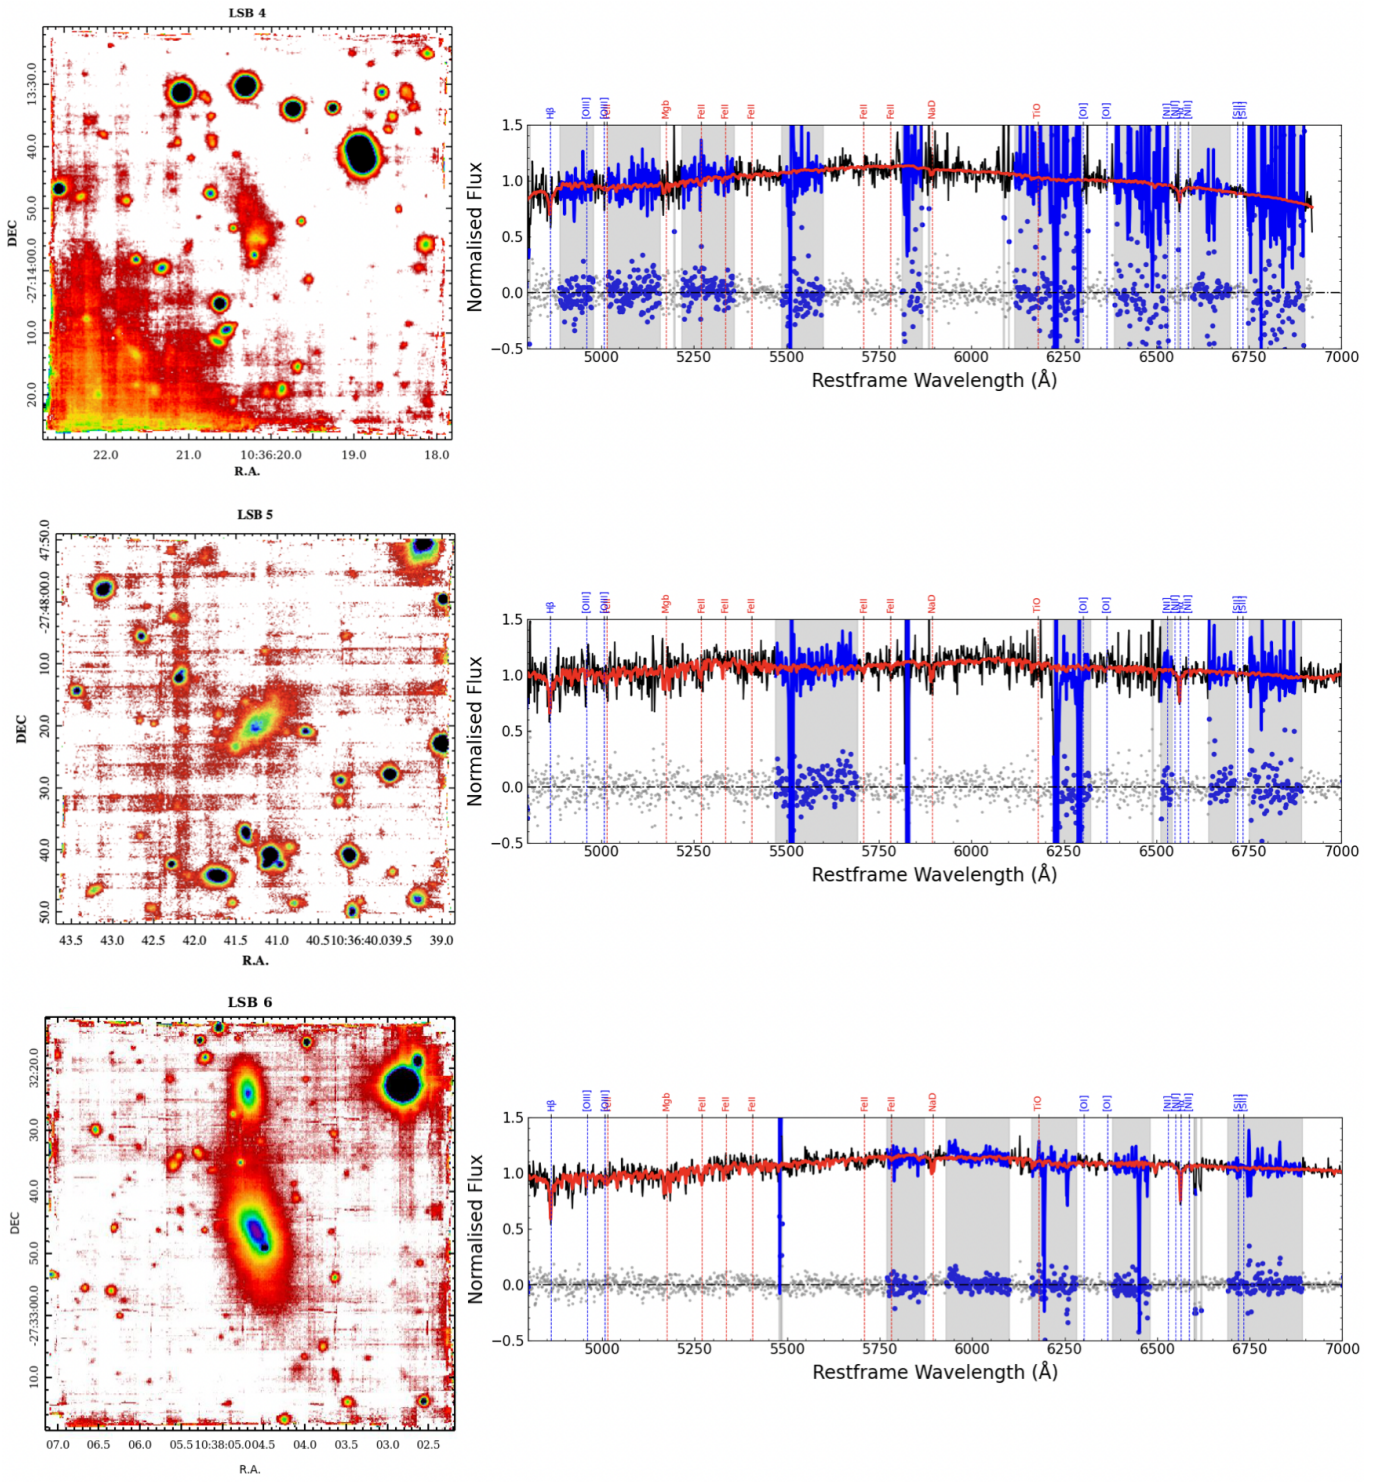 LSB 4
DEC
13:30.0
40.0
50.0
-27:14:00.0
10.0
20.0
22.0 21.0 10:36:20.0 19.0 18.0
R.A.
Hβ [OIII] [OIII] Mgb FeII FeII FeII FeII FeII NaD TiO [OI] [OI]
Normalised Flux
1.5
1.0
0.5
0.0
−0.5
5000 5250 5500 5750 6000 6250 6500 6750 7000
Restframe Wavelength (Å)
LSB 5
DEC
47:50.0
-27:48:00.0
10.0
20.0
30.0
40.0
50.0
43.5 43.0 42.5 42.0 41.5 41.0 40.5 10:36:40.0 39.5 39.0
R.A.
Hβ [OIII] [OIII] Mgb FeII FeII FeII FeII FeII NaD TiO [OI] [OI]
Normalised Flux
1.5
1.0
0.5
0.0
−0.5
5000 5250 5500 5750 6000 6250 6500 6750 7000
Restframe Wavelength (Å)
LSB 6
DEC
32:20.0
30.0
40.0
50.0
-27:33:00.0
10.0
07.0 06.5 06.0 05.5 10:38:05.0 04.5 04.0 03.5 03.0 02.5
R.A.
Hβ [OIII] [OIII] Mgb FeII FeII FeII FeII FeII NaD TiO [OI] [OI]
Normalised Flux
1.5
1.0
0.5
0.0
−0.5
5000 5250 5500 5750 6000 6250 6500 6750 7000
Restframe Wavelength (Å)